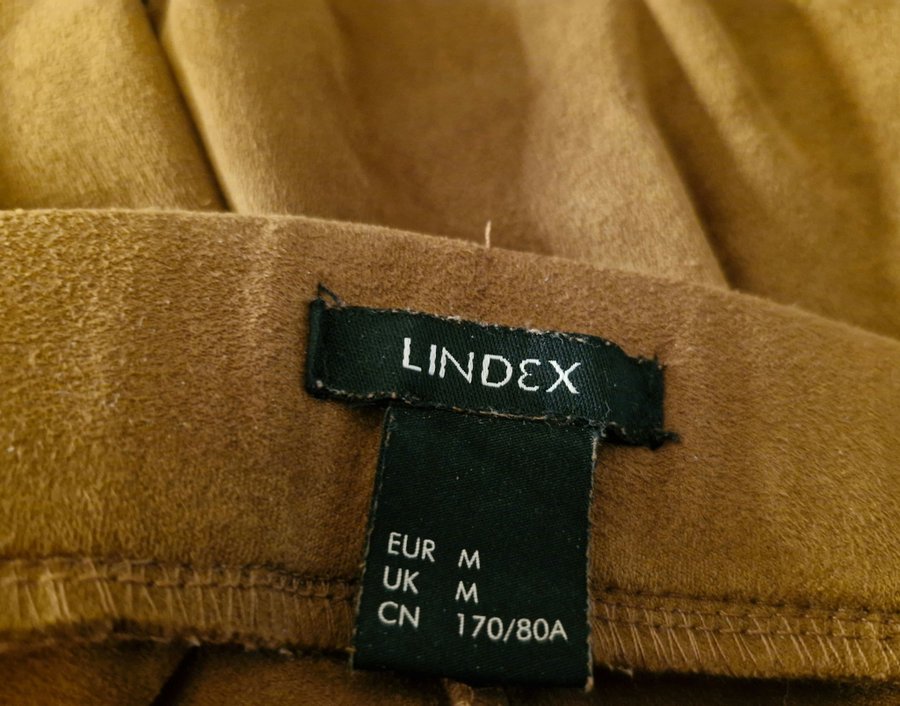 LINDEX
EUR M
UK M
CN 170/80A